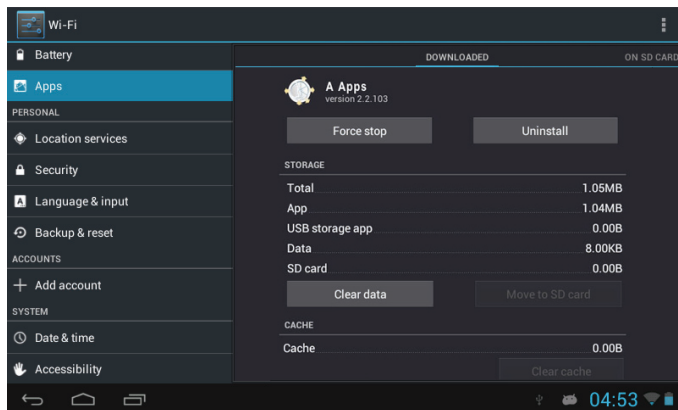 Wi-Fi
Battery
Apps
PERSONAL
Location services
Security
Language & input
Backup & reset
ACCOUNTS
Add account
SYSTEM
Date & time
Accessibility
DOWNLOADED
ON SD CARD
A Apps
version 2.2.103
Force stop
Uninstall
STORAGE
Total 1.05MB
App 1.04MB
USB storage app 0.00B
Data 8.00KB
SD card 0.00B
Clear data
Move to SD card
CACHE
Cache 0.00B
Clear cache
04:53